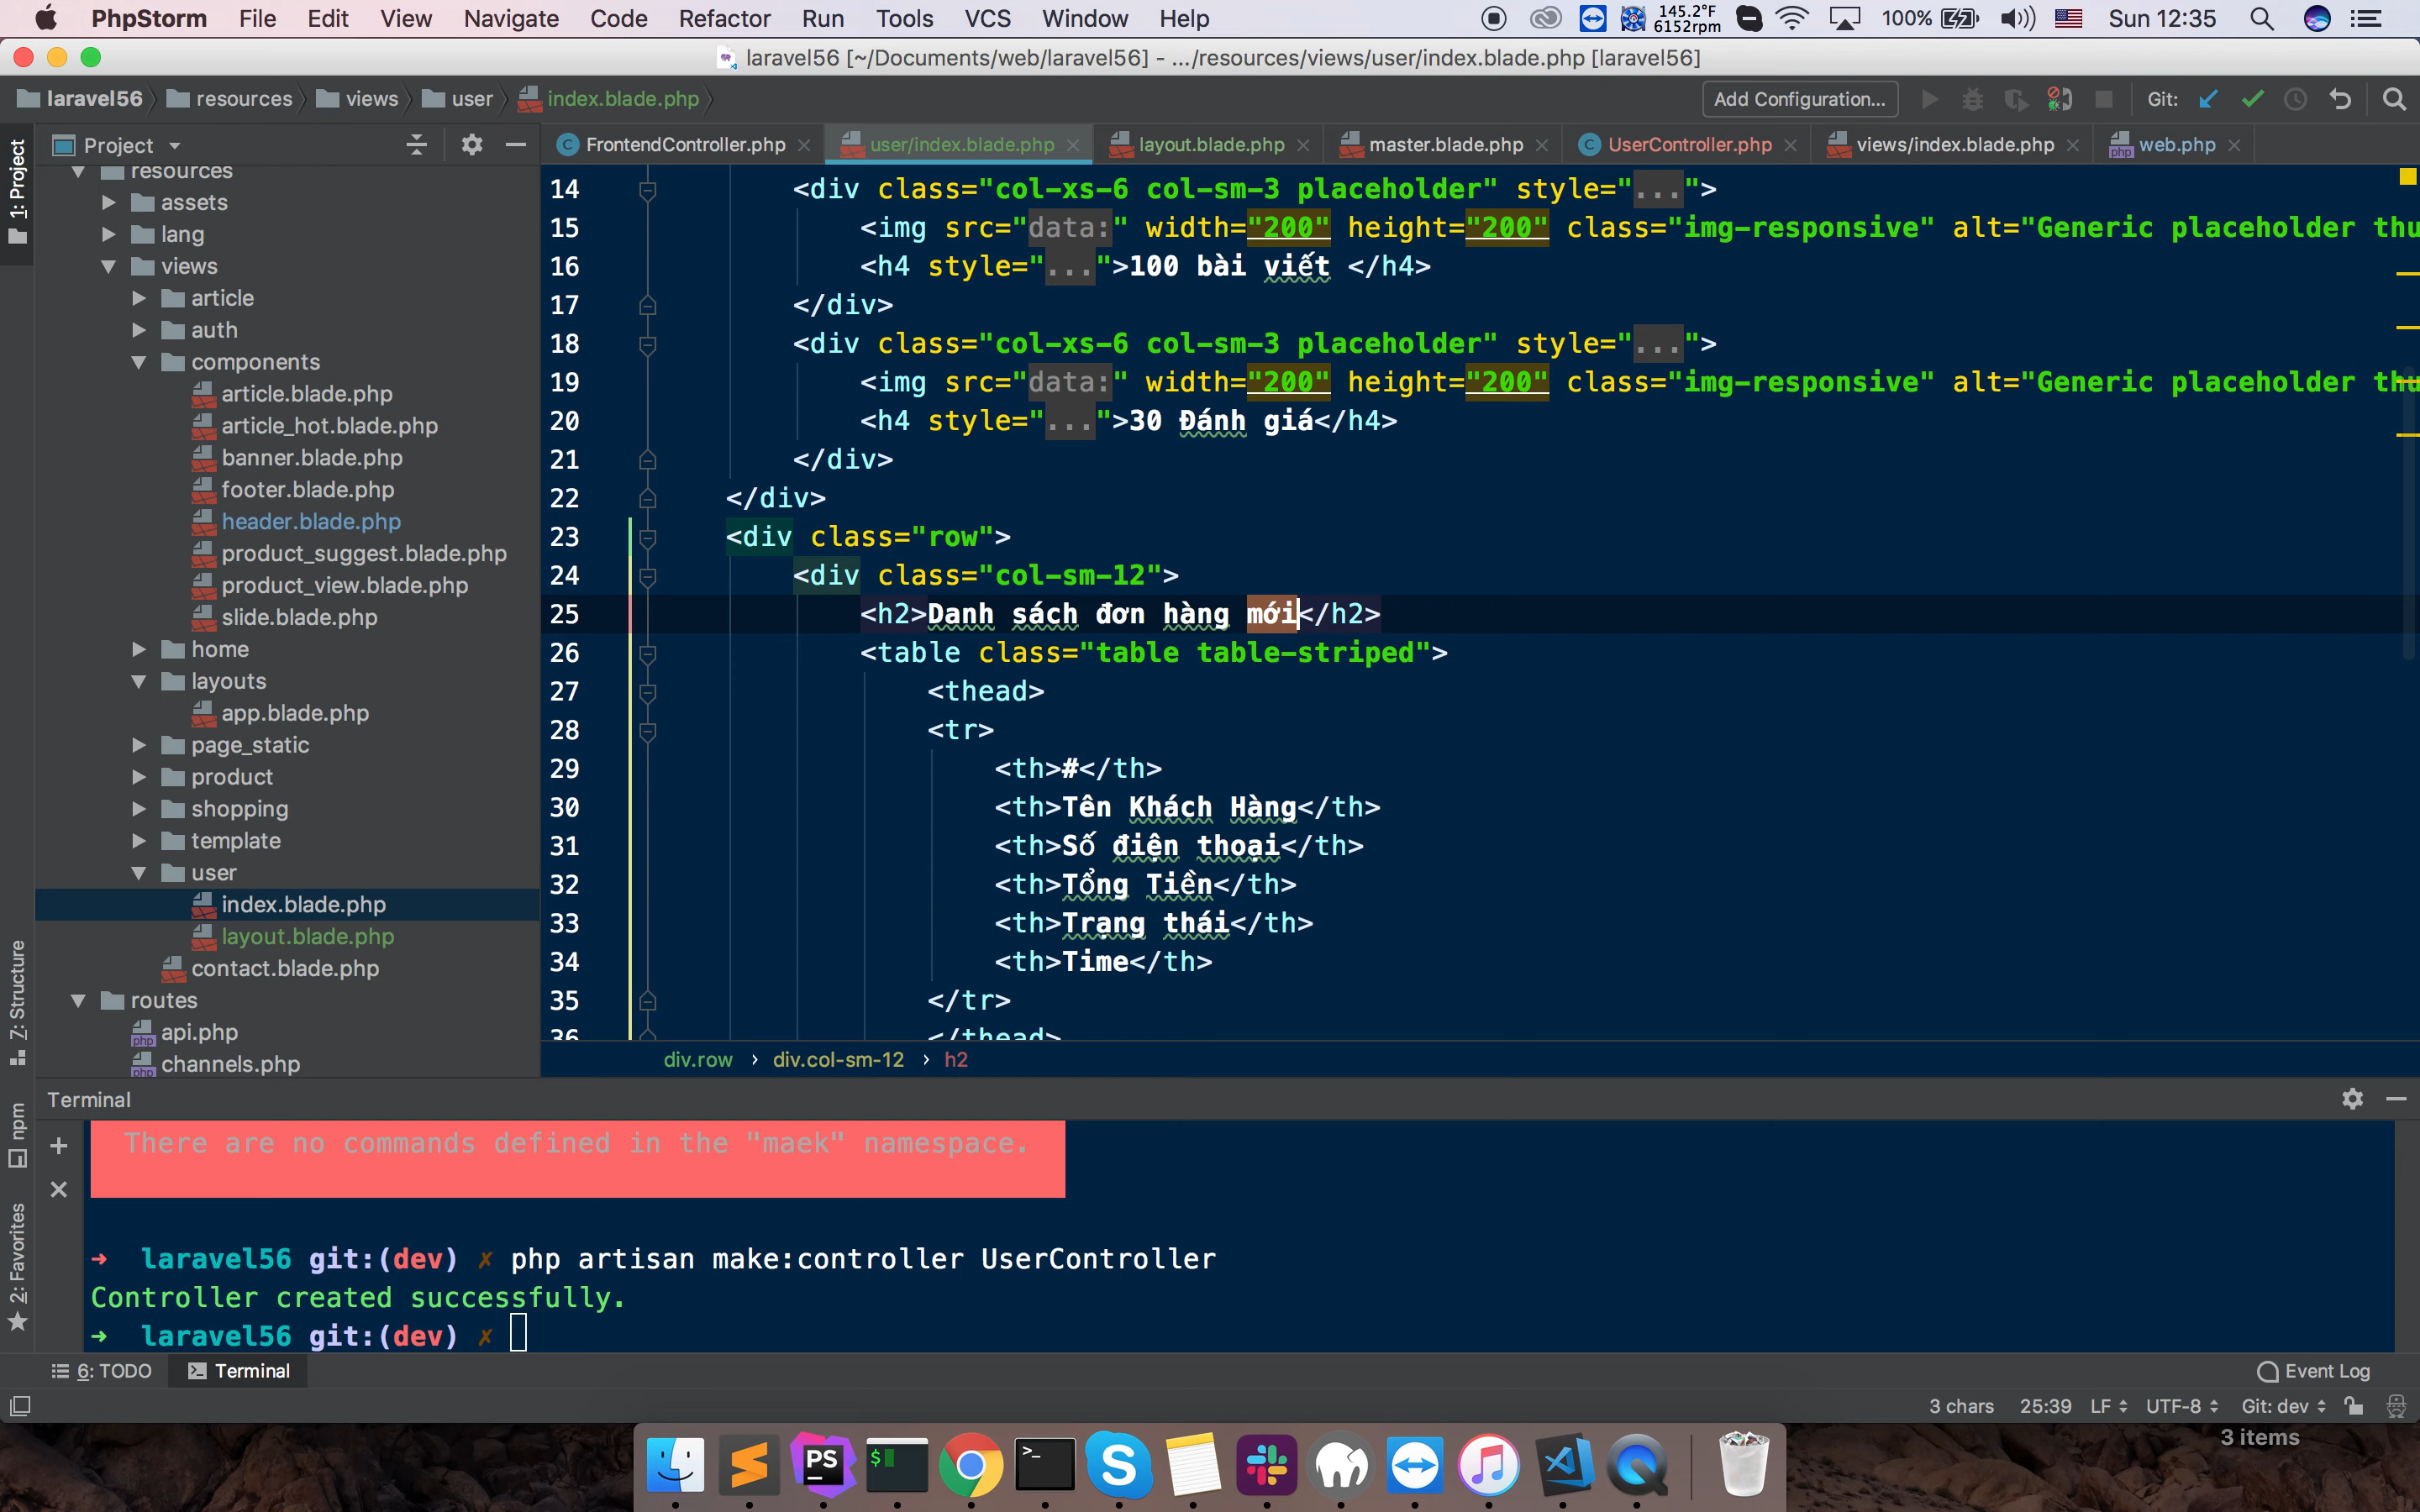 PhpStorm File Edit View Navigate Code Refactor Run Tools VCS Window Help 145.2°F 6152rpm 100% Sun 12:35
laravel56 [~/Documents/web/laravel56] - .../resources/views/user/index.blade.php [laravel56]
laravel56 resources views user index.blade.php Add Configuration... Git:
1: Project
Project
FrontendController.php user/index.blade.php layout.blade.php master.blade.php UserController.php views/index.blade.php web.php
resources
assets
lang
views
article
auth
components
article.blade.php
article_hot.blade.php
banner.blade.php
footer.blade.php
header.blade.php
product_suggest.blade.php
product_view.blade.php
slide.blade.php
home
layouts
app.blade.php
page_static
product
shopping
template
user
index.blade.php
layout.blade.php
contact.blade.php
routes
api.php
channels.php
14 <div class="col-xs-6 col-sm-3 placeholder" style="...">
15 <img src="data:" width="200" height="200" class="img-responsive" alt="Generic placeholder thu
16 <h4 style="...">100 bài viết </h4>
17 </div>
18 <div class="col-xs-6 col-sm-3 placeholder" style="...">
19 <img src="data:" width="200" height="200" class="img-responsive" alt="Generic placeholder thu
20 <h4 style="...">30 Đánh giá</h4>
21 </div>
22 </div>
23 <div class="row">
24 <div class="col-sm-12">
25 <h2>Danh sách đơn hàng mới</h2>
26 <table class="table table-striped">
27 <thead>
28 <tr>
29 <th>#</th>
30 <th>Tên Khách Hàng</th>
31 <th>Số điện thoại</th>
32 <th>Tổng Tiền</th>
33 <th>Trạng thái</th>
34 <th>Time</th>
35 </tr>
36 </thead>
div.row › div.col-sm-12 › h2
7: Structure
npm
2: Favorites
Terminal
There are no commands defined in the "maek" namespace.
➜ laravel56 git:(dev) ✗ php artisan make:controller UserController
Controller created successfully.
➜ laravel56 git:(dev) ✗
6: TODO Terminal Event Log
3 chars 25:39 LF UTF-8 Git: dev
3 items
PS